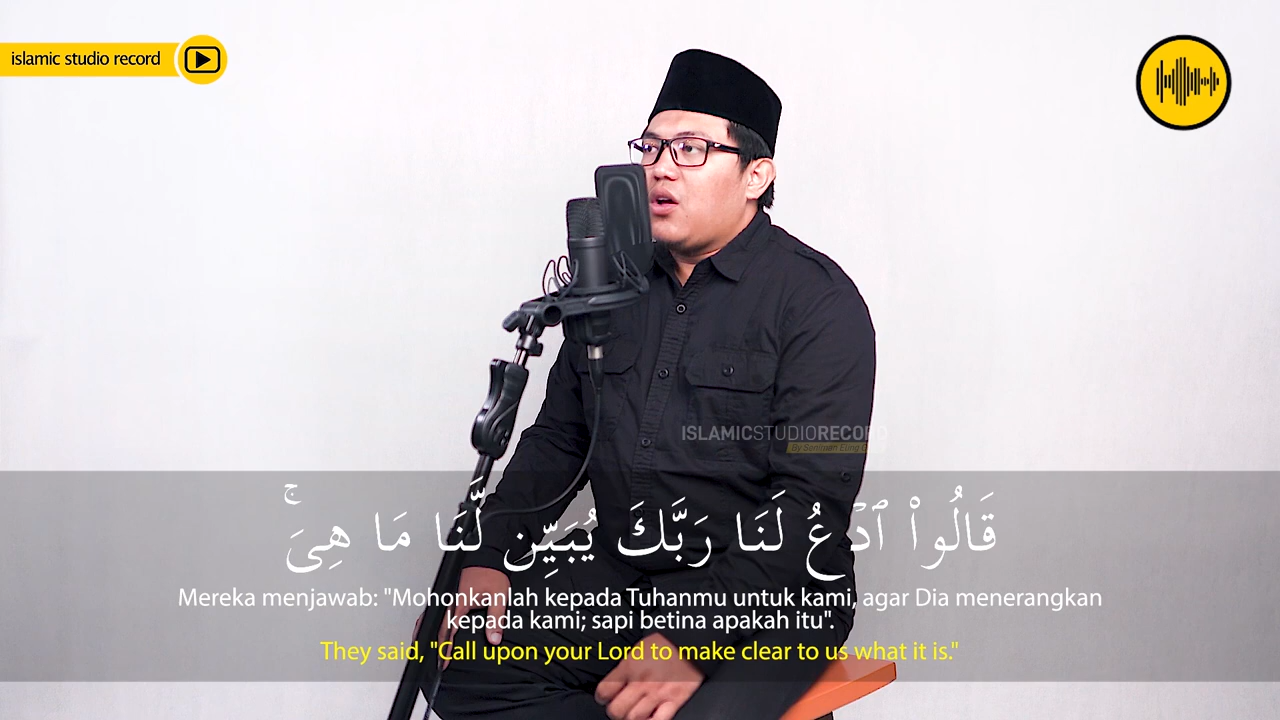 islamic studio record
ISLAMICSTUDIORECORD
قَالُوا۟ ٱدْعُ لَنَا رَبَّكَ يُبَيِّن لَّنَا مَا هِىَ ۚ
Mereka menjawab: "Mohonkanlah kepada Tuhanmu untuk kami, agar Dia menerangkan
kepada kami; sapi betina apakah itu".
They said, "Call upon your Lord to make clear to us what it is."